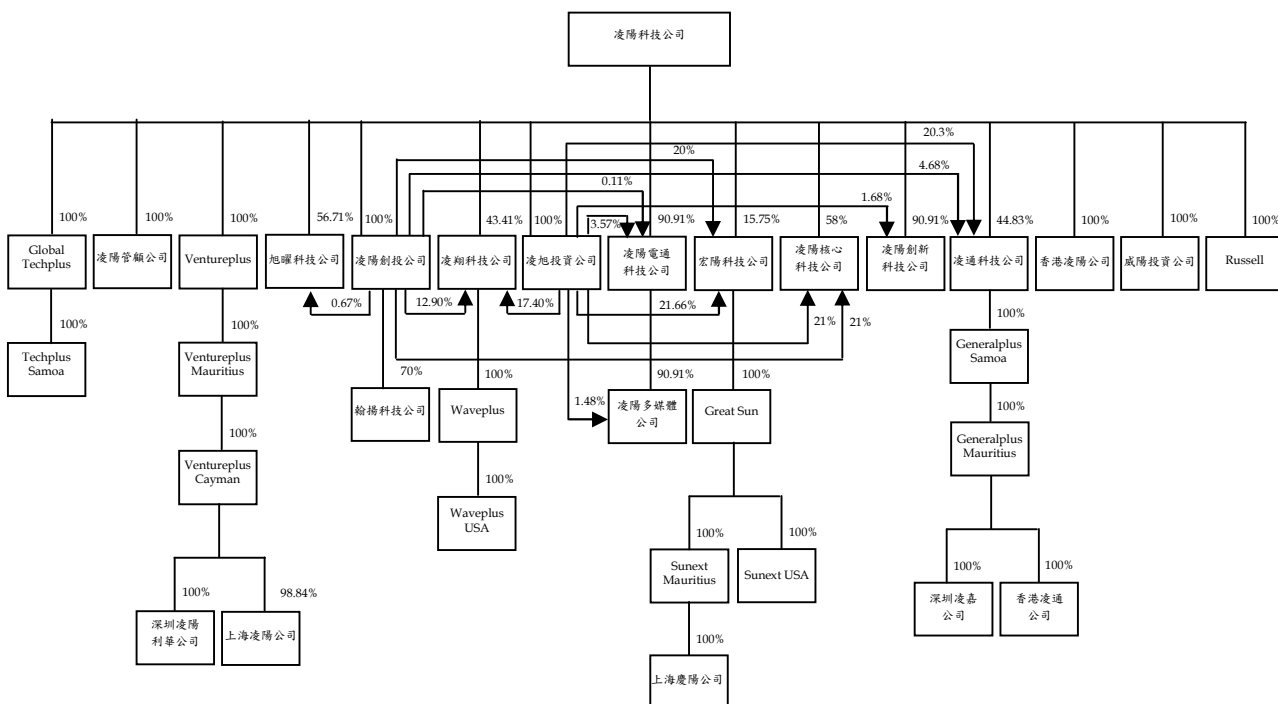 凌陽科技公司
20.3%
20%
4.68%
0.11%
1.68%
100%
100%
100%
56.71%
100%
43.41%
100%
3.57%
90.91%
15.75%
58%
90.91%
44.83%
100%
100%
100%
Global
Techplus
凌陽管顧公司
Ventureplus
旭曜科技公司
凌陽創投公司
凌翔科技公司
凌旭投資公司
凌陽電通
科技公司
宏陽科技公司
凌陽核心
科技公司
凌陽創新
科技公司
凌通科技公司
香港凌陽公司
威陽投資公司
Russell
0.67%
12.90%
17.40%
21.66%
21%
21%
100%
100%
100%
Techplus
Samoa
Ventureplus
Mauritius
Generalplus
Samoa
70%
100%
1.48%
90.91%
100%
翰揚科技公司
Waveplus
凌陽多媒體
公司
Great Sun
100%
100%
Generalplus
Mauritius
Ventureplus
Cayman
100%
Waveplus
USA
100%
100%
Sunext
Mauritius
Sunext USA
100%
100%
深圳凌嘉
公司
香港凌通
公司
100%
98.84%
深圳凌陽
利華公司
上海凌陽公司
100%
上海慶陽公司